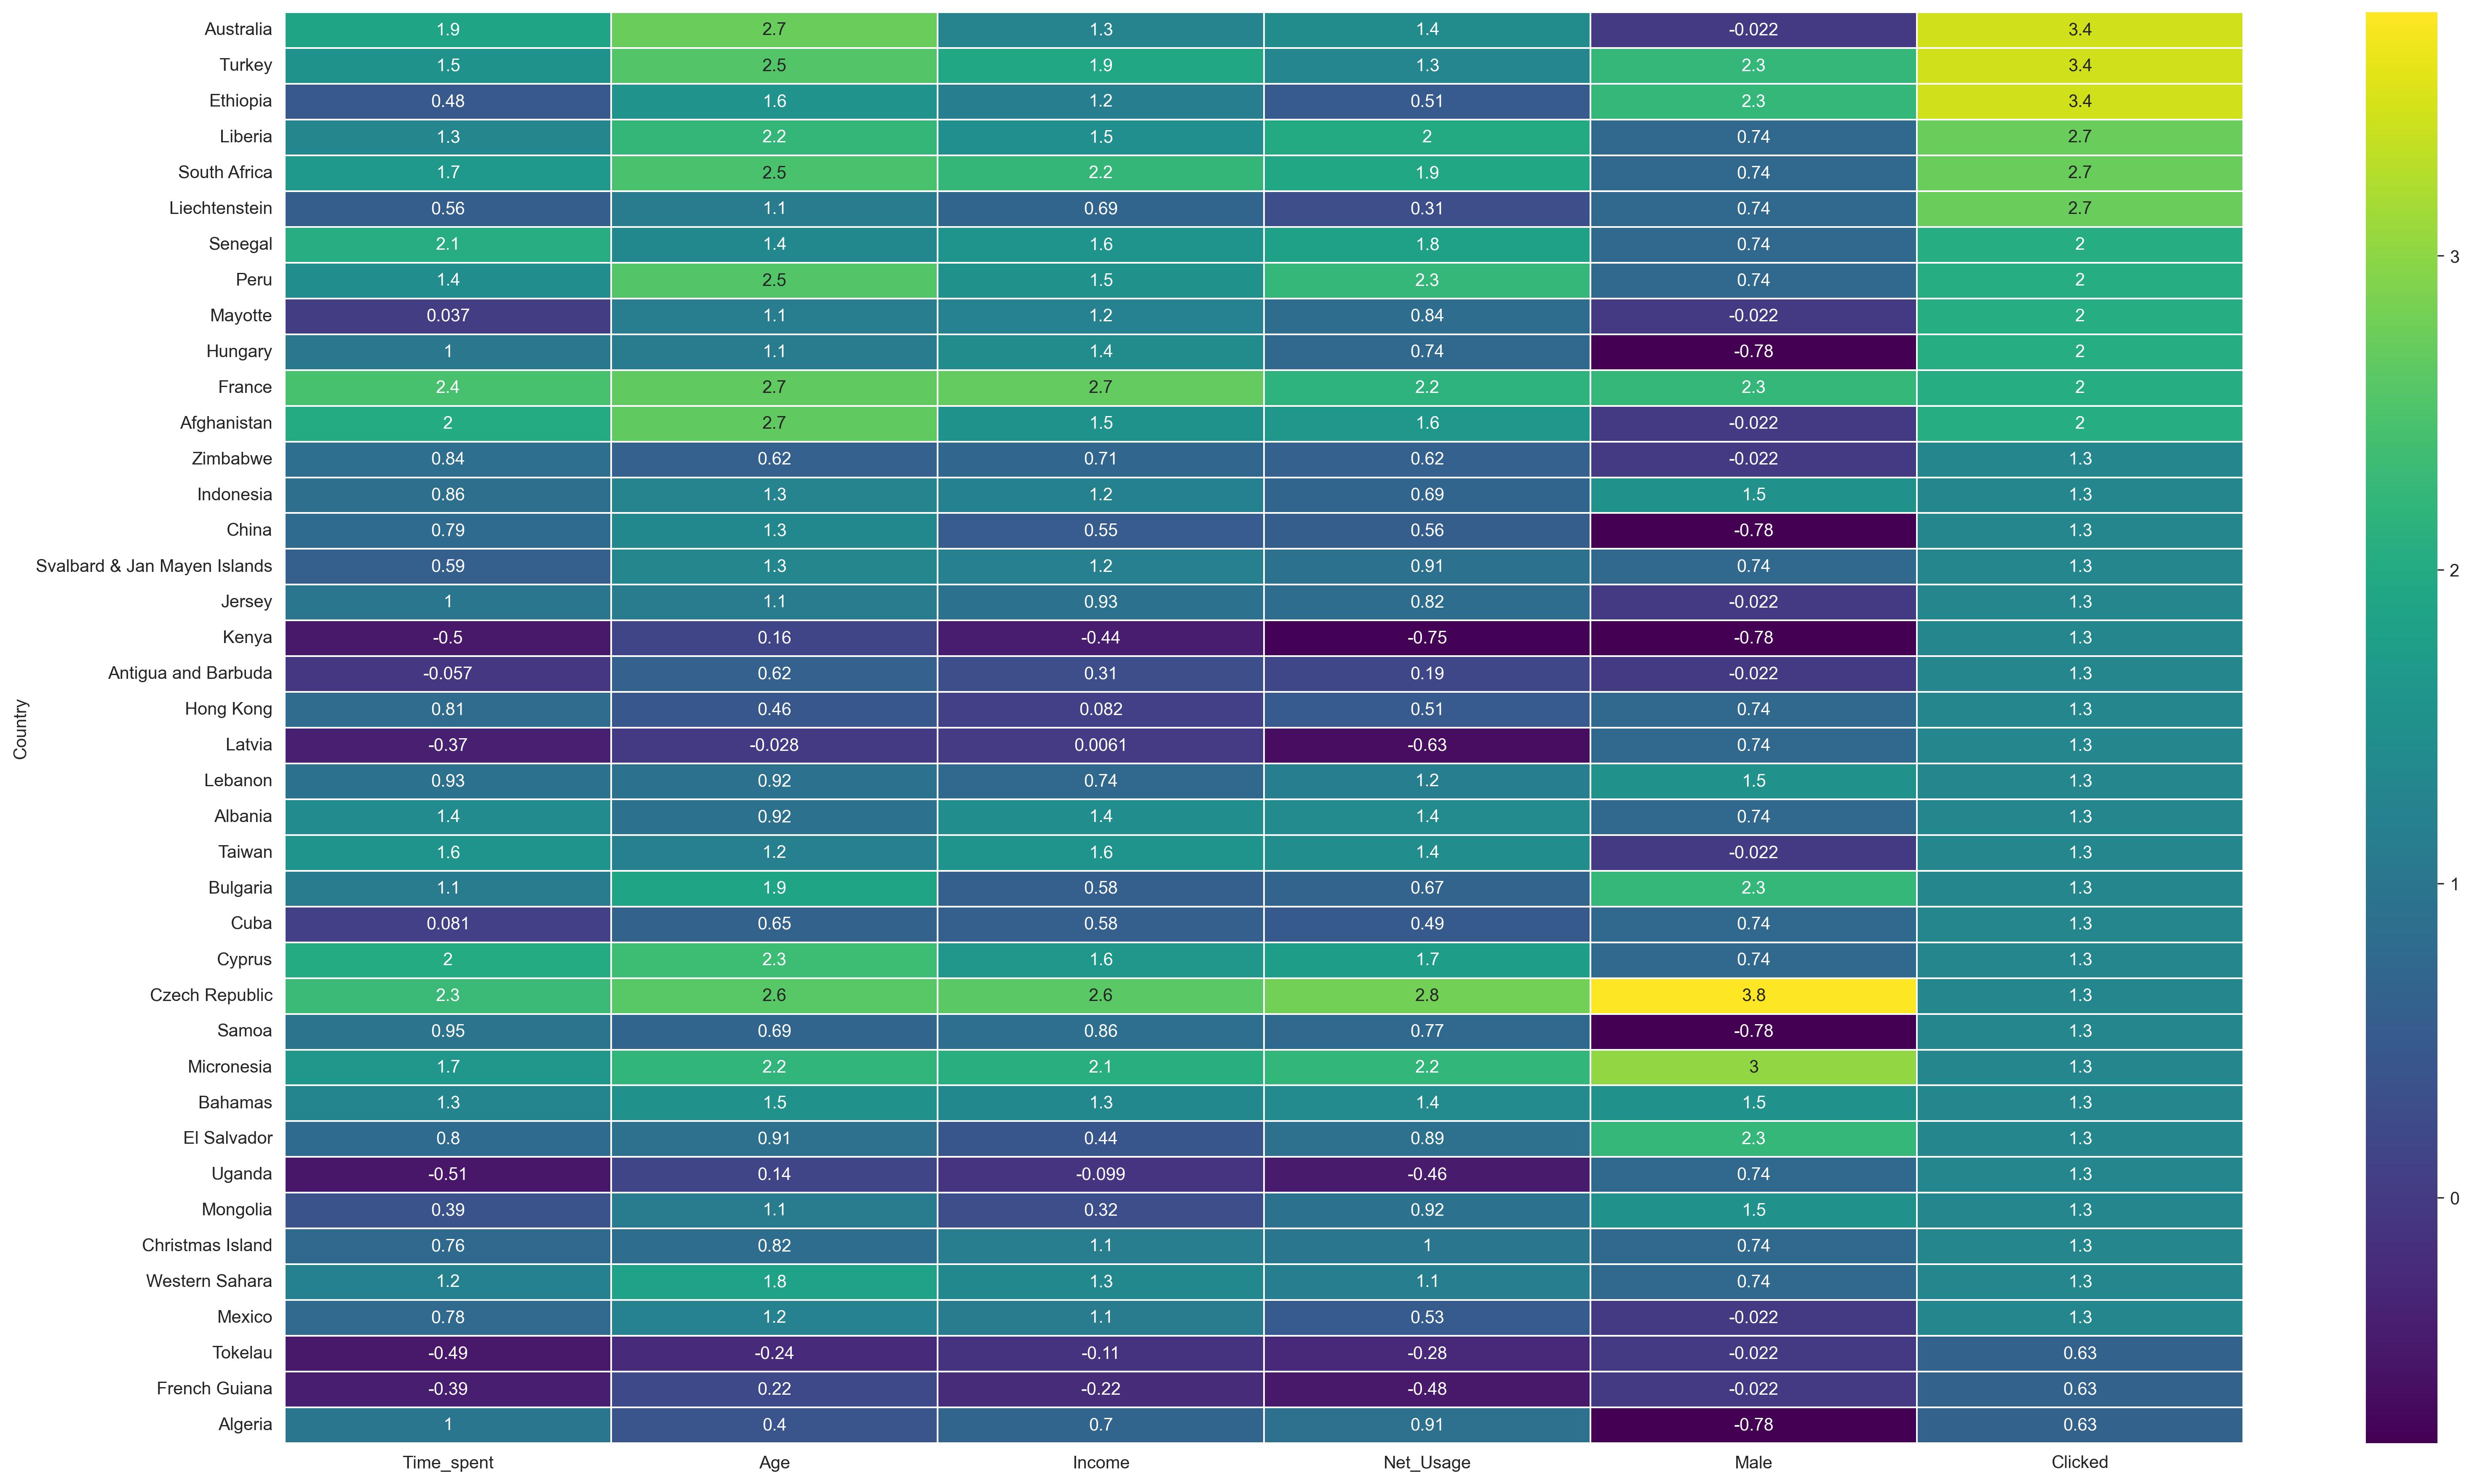 Australia 1.9 2.7 1.3 1.4 -0.022 3.4
Turkey 1.5 2.5 1.9 1.3 2.3 3.4
Ethiopia 0.48 1.6 1.2 0.51 2.3 3.4
Liberia 1.3 2.2 1.5 2 0.74 2.7
South Africa 1.7 2.5 2.2 1.9 0.74 2.7
Liechtenstein 0.56 1.1 0.69 0.31 0.74 2.7
Senegal 2.1 1.4 1.6 1.8 0.74 2
3
Peru 1.4 2.5 1.5 2.3 0.74 2
Mayotte 0.037 1.1 1.2 0.84 -0.022 2
Hungary 1 1.1 1.4 0.74 -0.78 2
France 2.4 2.7 2.7 2.2 2.3 2
Afghanistan 2 2.7 1.5 1.6 -0.022 2
Zimbabwe 0.84 0.62 0.71 0.62 -0.022 1.3
Indonesia 0.86 1.3 1.2 0.69 1.5 1.3
China 0.79 1.3 0.55 0.56 -0.78 1.3
Svalbard & Jan Mayen Islands 0.59 1.3 1.2 0.91 0.74 1.3
2
Jersey 1 1.1 0.93 0.82 -0.022 1.3
Kenya -0.5 0.16 -0.44 -0.75 -0.78 1.3
Antigua and Barbuda -0.057 0.62 0.31 0.19 -0.022 1.3
Hong Kong 0.81 0.46 0.082 0.51 0.74 1.3
Country
Latvia -0.37 -0.028 0.0061 -0.63 0.74 1.3
Lebanon 0.93 0.92 0.74 1.2 1.5 1.3
Albania 1.4 0.92 1.4 1.4 0.74 1.3
Taiwan 1.6 1.2 1.6 1.4 -0.022 1.3
Bulgaria 1.1 1.9 0.58 0.67 2.3 1.3
1
Cuba 0.081 0.65 0.58 0.49 0.74 1.3
Cyprus 2 2.3 1.6 1.7 0.74 1.3
Czech Republic 2.3 2.6 2.6 2.8 3.8 1.3
Samoa 0.95 0.69 0.86 0.77 -0.78 1.3
Micronesia 1.7 2.2 2.1 2.2 3 1.3
Bahamas 1.3 1.5 1.3 1.4 1.5 1.3
El Salvador 0.8 0.91 0.44 0.89 2.3 1.3
Uganda -0.51 0.14 -0.099 -0.46 0.74 1.3
0
Mongolia 0.39 1.1 0.32 0.92 1.5 1.3
Christmas Island 0.76 0.82 1.1 1 0.74 1.3
Western Sahara 1.2 1.8 1.3 1.1 0.74 1.3
Mexico 0.78 1.2 1.1 0.53 -0.022 1.3
Tokelau -0.49 -0.24 -0.11 -0.28 -0.022 0.63
French Guiana -0.39 0.22 -0.22 -0.48 -0.022 0.63
Algeria 1 0.4 0.7 0.91 -0.78 0.63
Time_spent Age Income Net_Usage Male Clicked